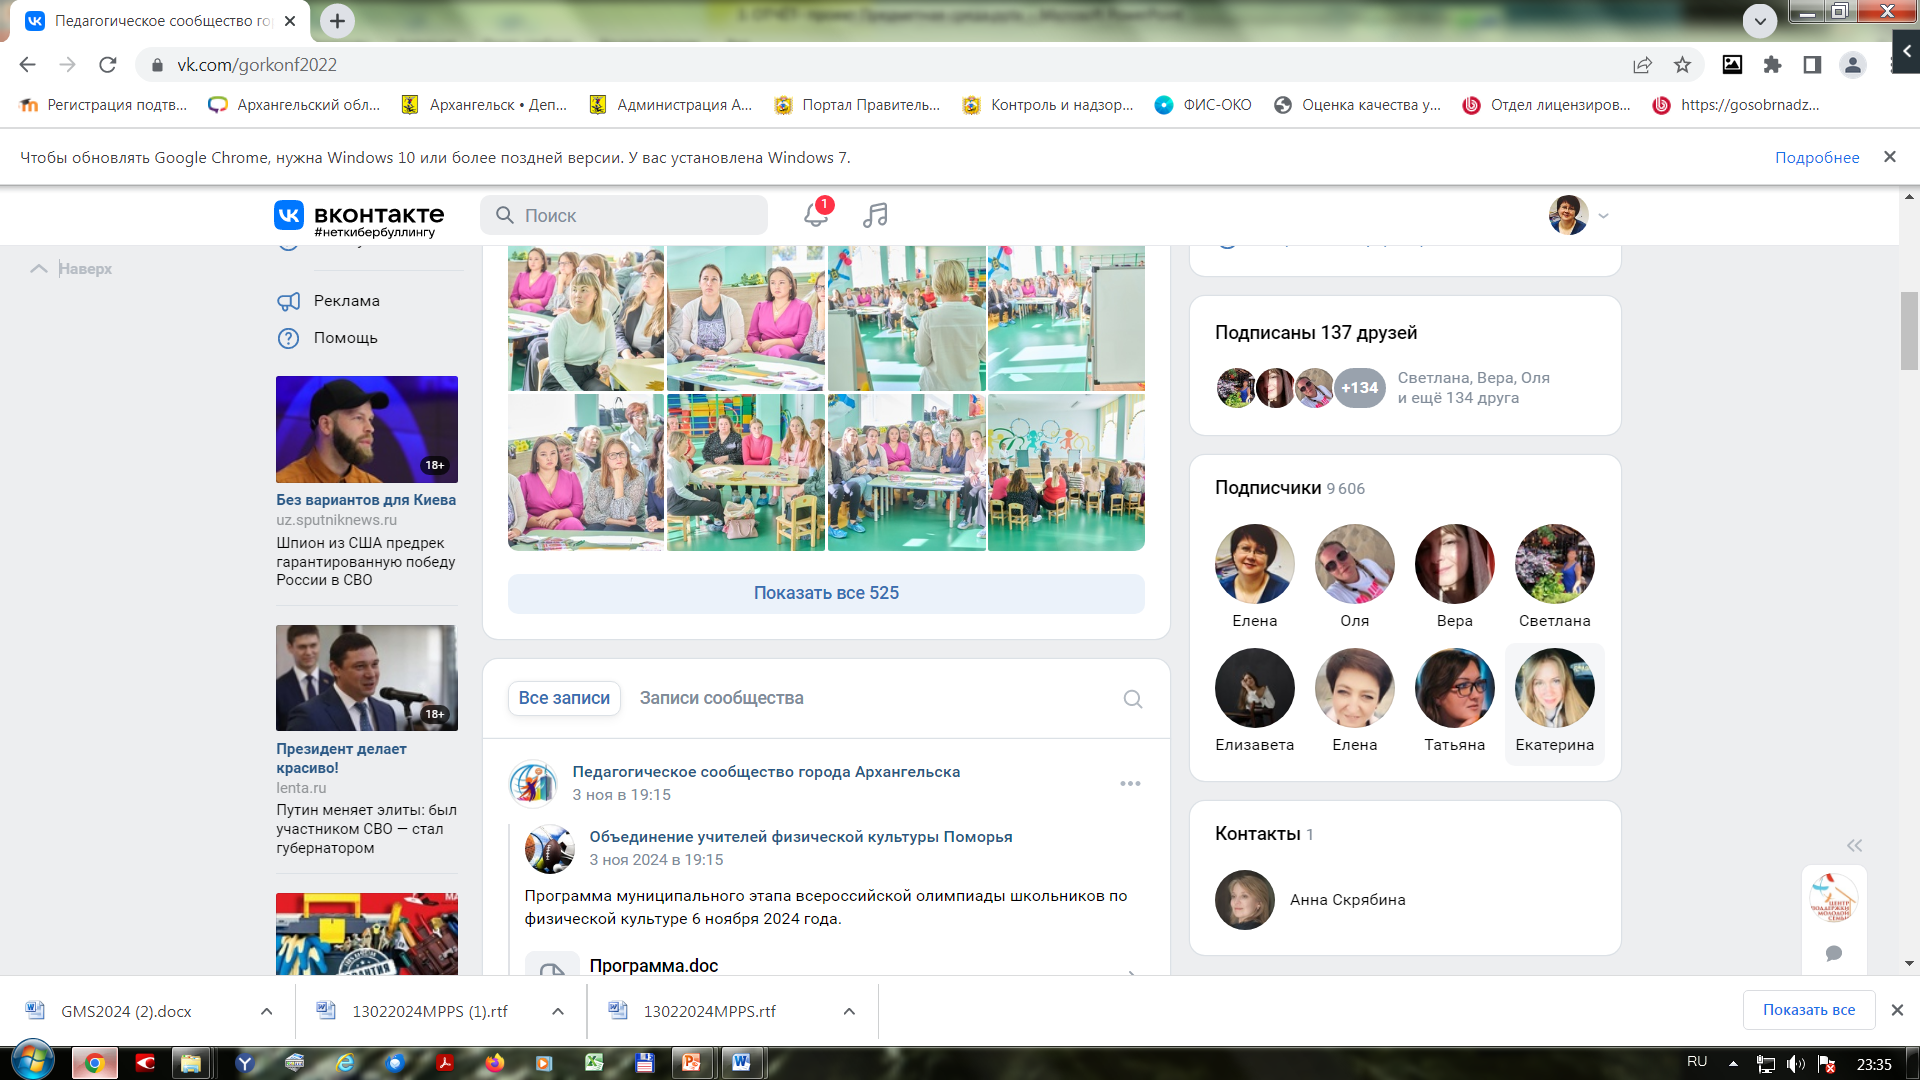 Педагогическое сообщество го
vk.com/gorkonf2022
Регистрация подтв...
Архангельский обл...
Архангельск • Деп...
Администрация А...
Портал Правитель...
Контроль и надзор...
ФИС-ОКО
Оценка качества у...
Отдел лицензиров...
https://gosobrnadz...
Чтобы обновлять Google Chrome, нужна Windows 10 или более поздней версии. У вас установлена Windows 7.
Подробнее
ВКОНТАКТЕ
#неткибербуллингу
Поиск
1
Наверх
Реклама
Помощь
18+
Без вариантов для Киева
uz.sputniknews.ru
Шпион из США предрек
гарантированную победу
России в СВО
18+
Президент делает
красиво!
lenta.ru
Путин меняет элиты: был
участником СВО — стал
губернатором
Показать все 525
Все записи
Записи сообщества
Педагогическое сообщество города Архангельска
3 ноя в 19:15
Объединение учителей физической культуры Поморья
3 ноя 2024 в 19:15
Программа муниципального этапа всероссийской олимпиады школьников по
физической культуре 6 ноября 2024 года.
Программа.doc
Подписаны 137 друзей
+134
Светлана, Вера, Оля
и ещё 134 друга
Подписчики 9 606
Елена
Оля
Вера
Светлана
Елизавета
Елена
Татьяна
Екатерина
Контакты 1
Анна Скрябина
ЦЕНТР
ПОДДЕРЖКИ
МОЛОДОЙ
СЕМЬИ
GMS2024 (2).docx
13022024MPPS (1).rtf
13022024MPPS.rtf
Показать все
RU
23:35